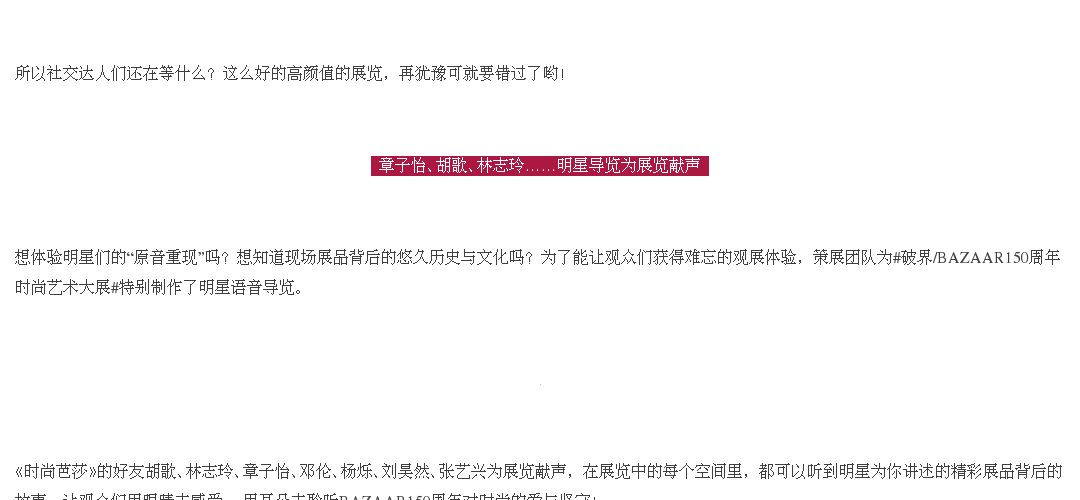 所以社交达人们还在等什么？这么好的高颜值的展览，再犹豫可就要错过了哟！
章子怡、胡歌、林志玲……明星导览为展览献声
想体验明星们的“原音重现”吗？想知道现场展品背后的悠久历史与文化吗？为了能让观众们获得难忘的观展体验，策展团队为#破界/BAZAAR150周年
时尚艺术大展#特别制作了明星语音导览。
《时尚芭莎》的好友胡歌、林志玲、章子怡、邓伦、杨烁、刘昊然、张艺兴为展览献声，在展览中的每个空间里，都可以听到明星为你讲述的精彩展品背后的
故事，让观众们用眼睛去感受，用耳朵去聆听BAZAAR150周年对时尚的爱与坚守！